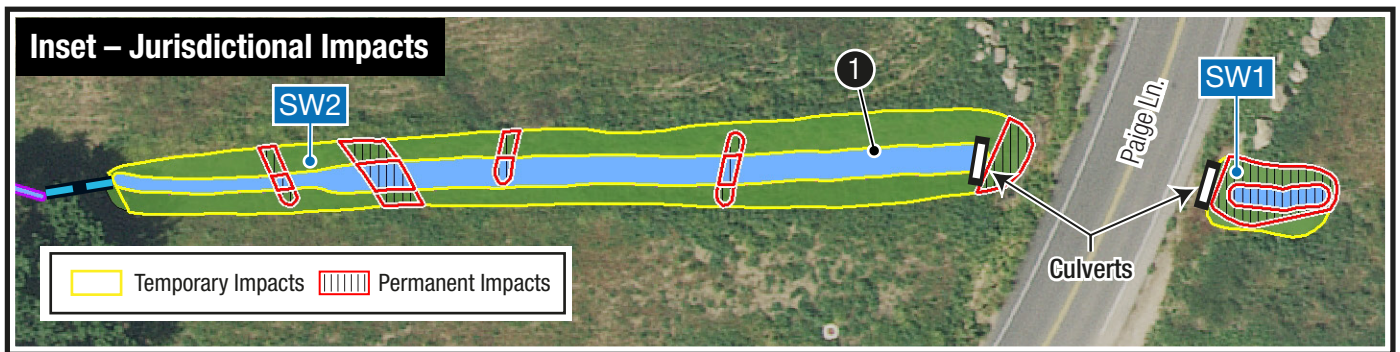 Inset – Jurisdictional Impacts
1
SW2
SW1
Paige Ln.
Culverts
Temporary Impacts
Permanent Impacts